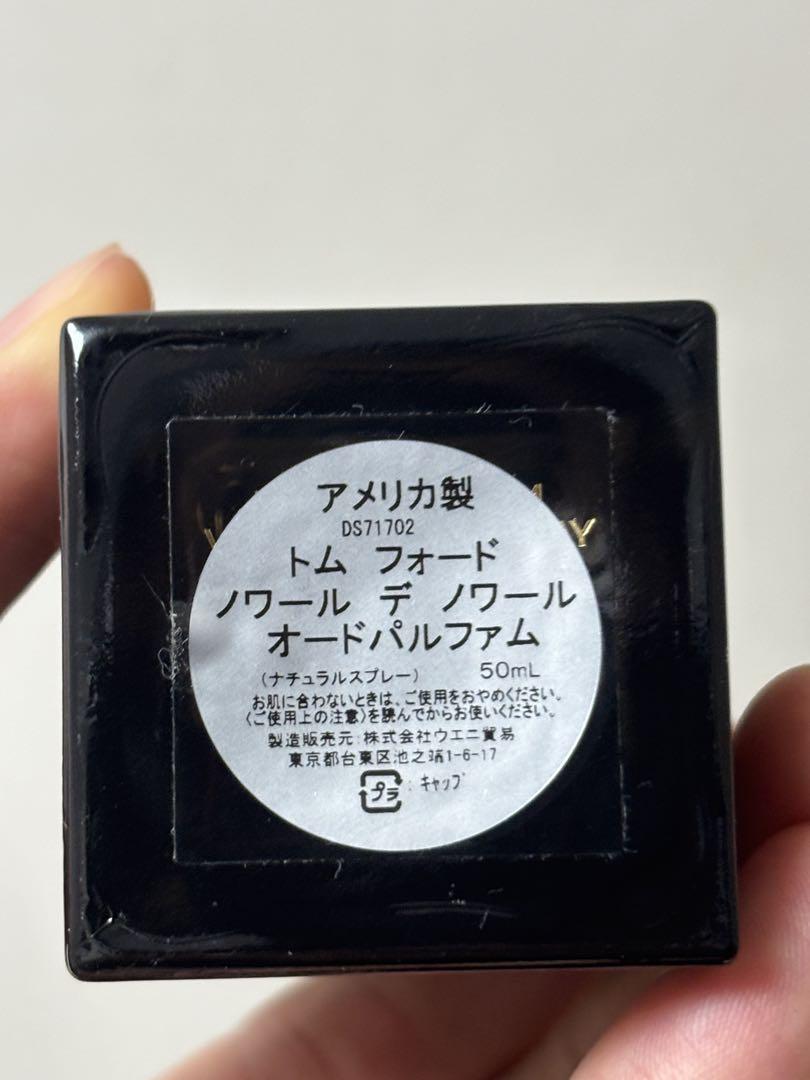 アメリカ製
DS71702
トム フォード
ノワール デ ノワール
オードパルファム
(ナチュラルスプレー) 50mL
お肌に合わないときは、ご使用をおやめください。
〈ご使用上の注意〉を読んでからお使いください。
製造販売元:株式会社ウエニ貿易
東京都台東区池之端1-6-17
プラ:キャップ